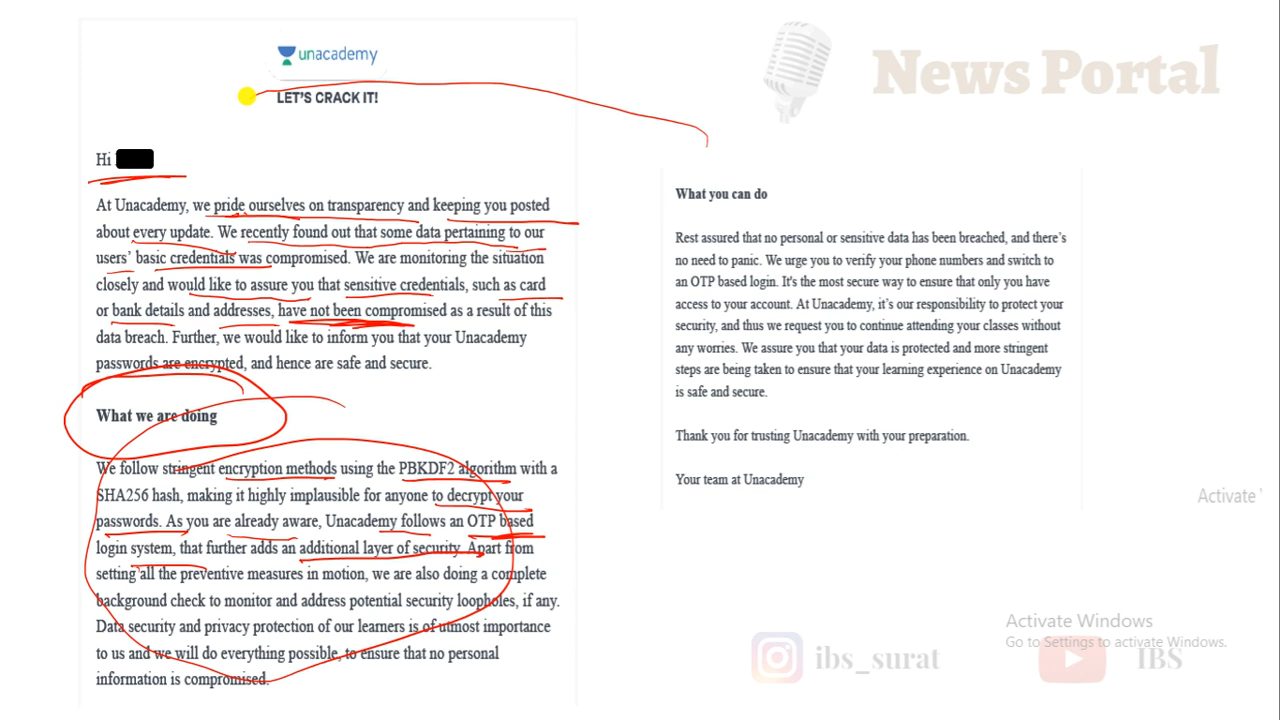 unacademy
LET'S CRACK IT!
News Portal
Hi
At Unacademy, we pride ourselves on transparency and keeping you posted
about every update. We recently found out that some data pertaining to our
users' basic credentials was compromised. We are monitoring the situation
closely and would like to assure you that sensitive credentials, such as card
or bank details and addresses, have not been compromised as a result of this
data breach. Further, we would like to inform you that your Unacademy
passwords are encrypted, and hence are safe and secure.
What we are doing
We follow stringent encryption methods using the PBKDF2 algorithm with a
SHA256 hash, making it highly implausible for anyone to decrypt your
passwords. As you are already aware, Unacademy follows an OTP based
login system, that further adds an additional layer of security. Apart from
setting all the preventive measures in motion, we are also doing a complete
background check to monitor and address potential security loopholes, if any.
Data security and privacy protection of our learners is of utmost importance
to us and we will do everything possible, to ensure that no personal
information is compromised.
What you can do
Rest assured that no personal or sensitive data has been breached, and there's
no need to panic. We urge you to verify your phone numbers and switch to
an OTP based login. It's the most secure way to ensure that only you have
access to your account. At Unacademy, it's our responsibility to protect your
security, and thus we request you to continue attending your classes without
any worries. We assure you that your data is protected and more stringent
steps are being taken to ensure that your learning experience on Unacademy
is safe and secure.
Thank you for trusting Unacademy with your preparation.
Your team at Unacademy
Activate
Activate Windows
Go to Settings to activate Windows.
ibs_surat
IBS